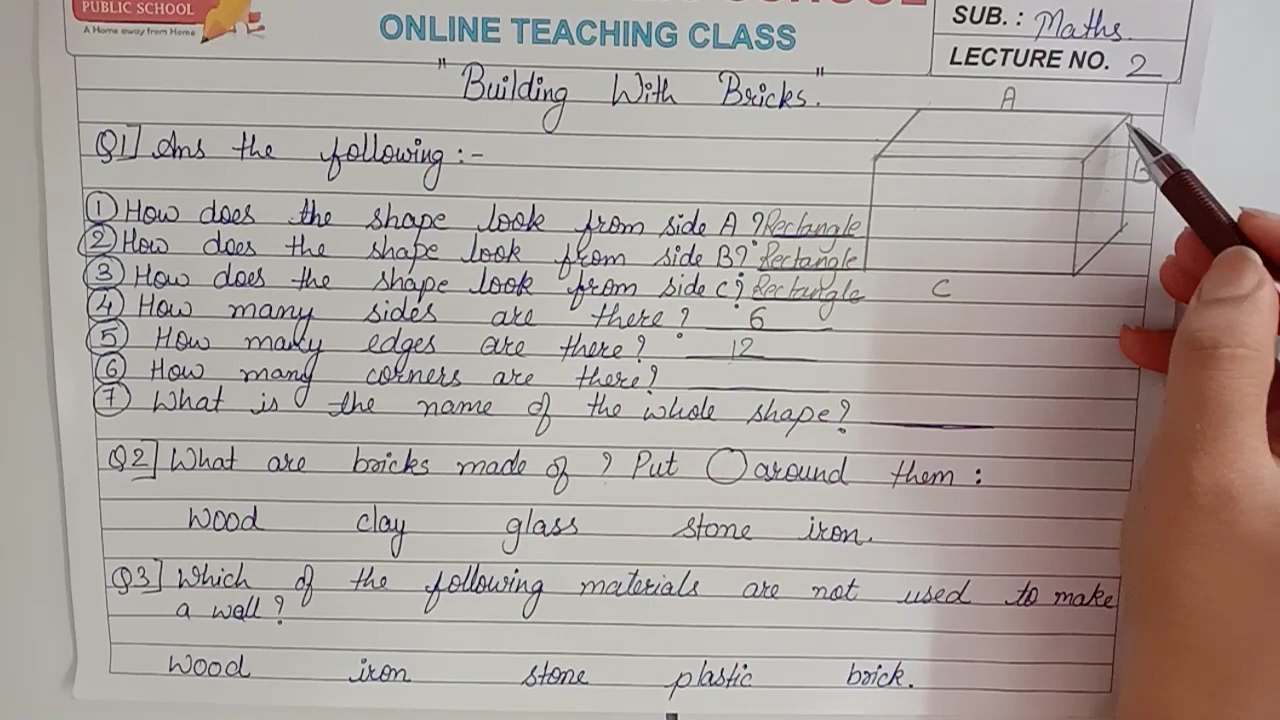 PUBLIC SCHOOL
A Home away from Home
ONLINE TEACHING CLASS
SUB. : Maths.
LECTURE NO. 2
"Building With Bricks."
A
B
C
Q1] Ans the following :-
① How does the shape look from side A ? Rectangle
② How does the shape look from side B? Rectangle
③ How does the shape look from side C? Rectangle
④ How many sides are there ? 6
⑤ How many edges are there ? 12
⑥ How many corners are there?
⑦ What is the name of the whole shape?
Q2] What are bricks made of ? Put ◯ around them :
Wood clay glass stone iron.
Q3] Which of the following materials are not used to make
a wall ?
Wood iron stone plastic brick.